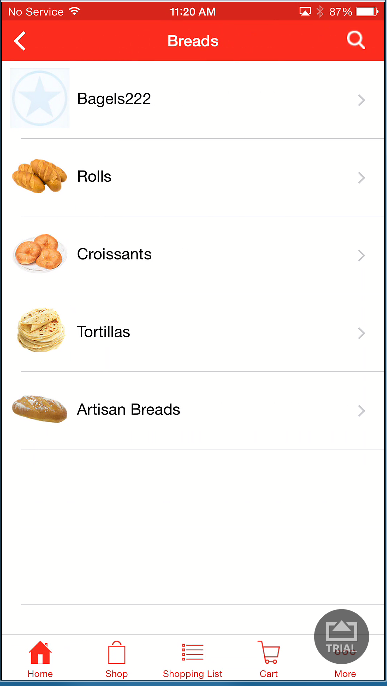 No Service 11:20 AM 87%
Breads
Bagels222
Rolls
Croissants
Tortillas
Artisan Breads
TRIAL
Home Shop Shopping List Cart More